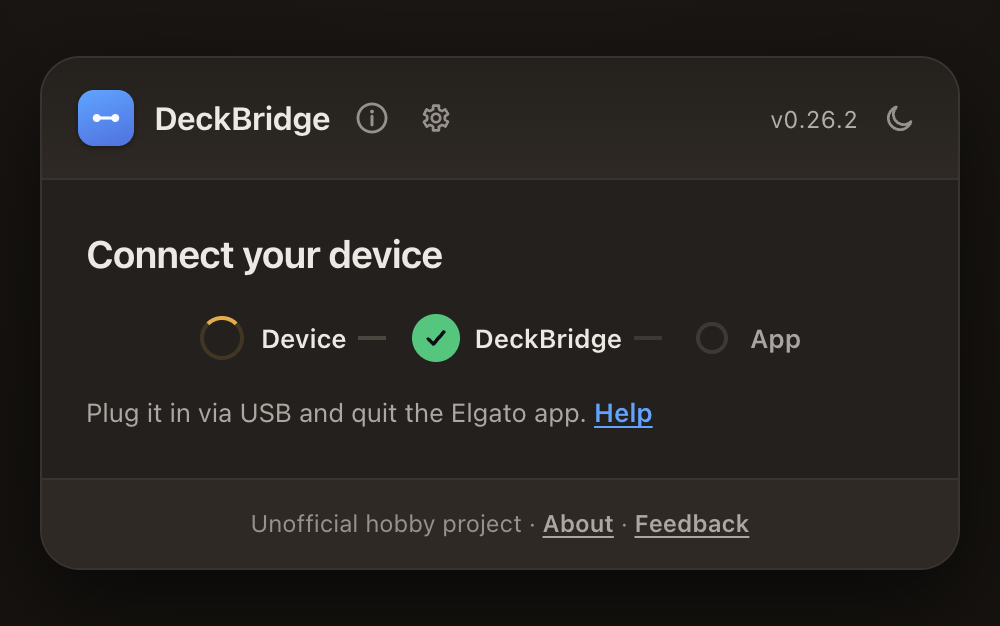 DeckBridge v0.26.2
Connect your device
Device DeckBridge App
Plug it in via USB and quit the Elgato app. Help
Unofficial hobby project · About · Feedback